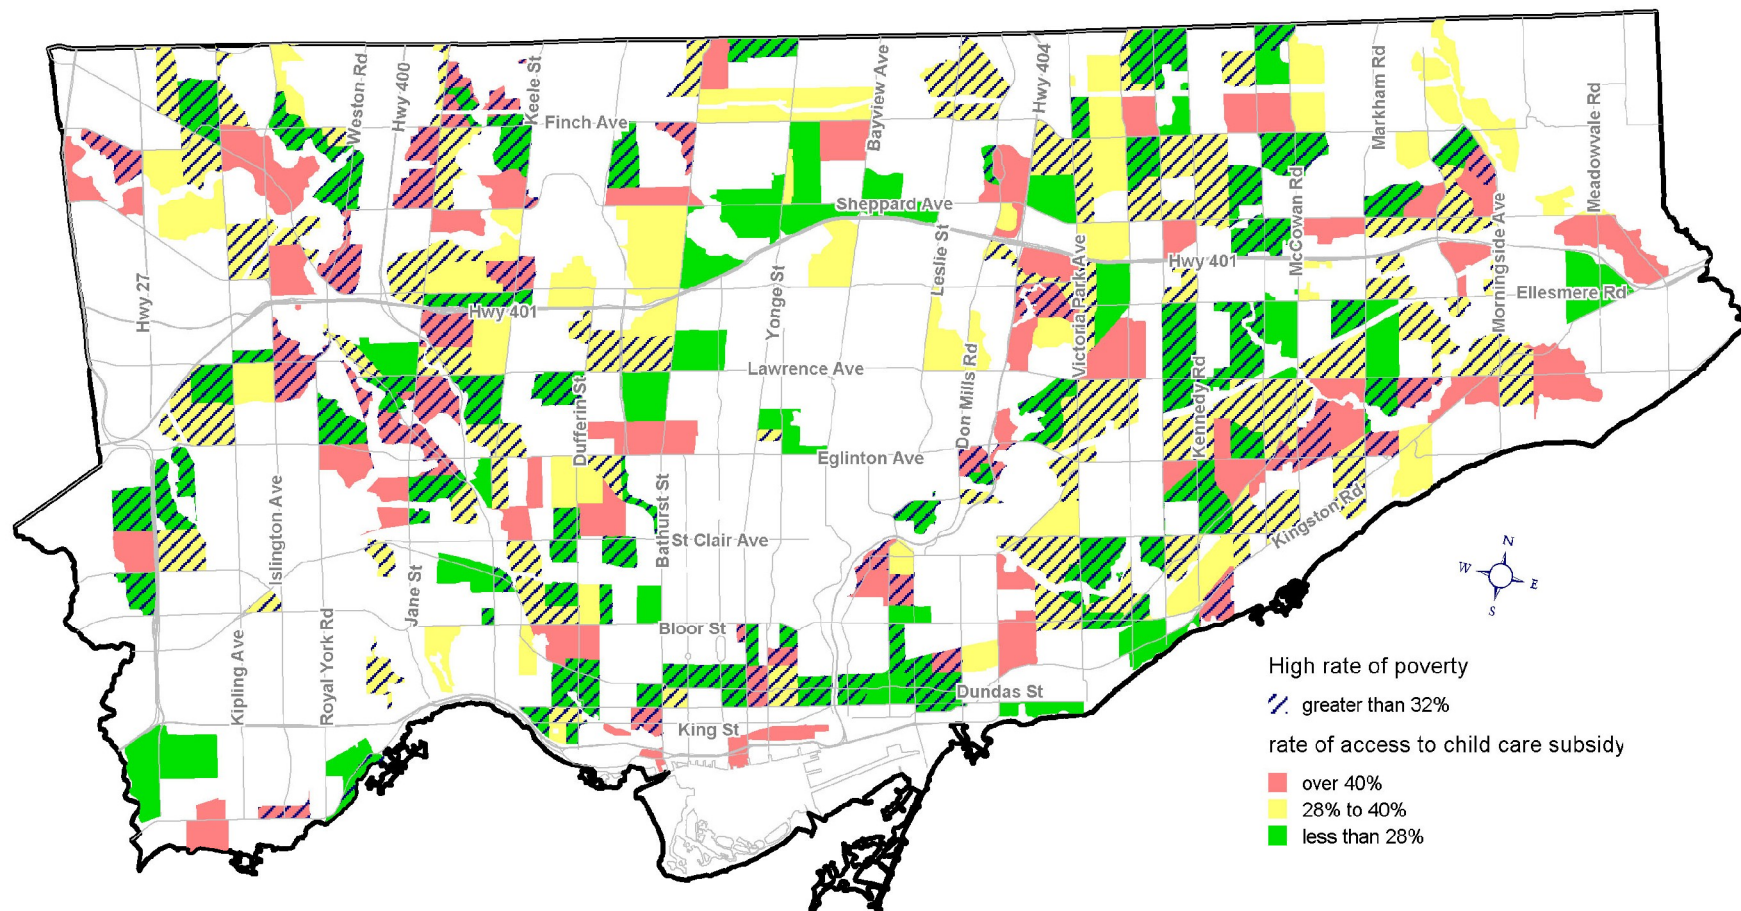 Weston Rd
Hwy 400
Keele St
Finch Ave
Bayview Ave
Hwy 404
Markham Rd
Meadowvale Rd
Sheppard Ave
McCowan Rd
Morningside Ave
Hwy 27
Hwy 401
Yonge St
Leslie St
Victoria Park Ave
Hwy 401
Ellesmere Rd
Lawrence Ave
Don Mills Rd
Kennedy Rd
Dufferin St
Eglinton Ave
Islington Ave
Bathurst St
St Clair Ave
Kingston Rd
Jane St
Bloor St
Kipling Ave
Royal York Rd
Dundas St
King St
N
W
E
S
High rate of poverty
greater than 32%
rate of access to child care subsidy
over 40%
28% to 40%
less than 28%